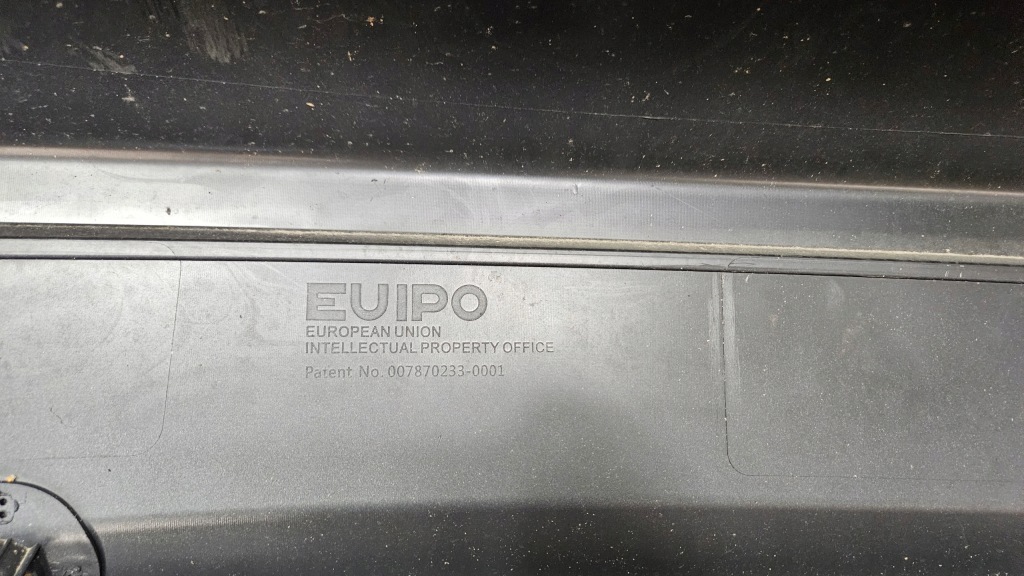 EUIPO
EUROPEAN UNION
INTELLECTUAL PROPERTY OFFICE
Patent No. 007870233-0001